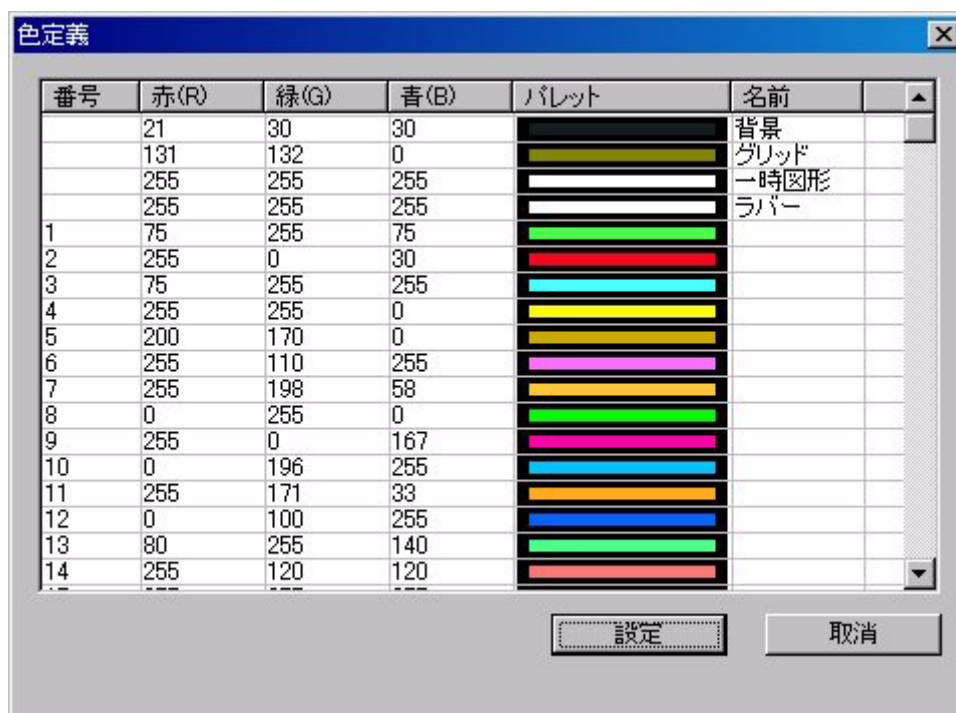 色定義
番号 赤(R) 緑(G) 青(B) パレット 名前
21 30 30 背景
131 132 0 グリッド
255 255 255 一時図形
255 255 255 ラバー
1 75 255 75
2 255 0 30
3 75 255 255
4 255 255 0
5 200 170 0
6 255 110 255
7 255 198 58
8 0 255 0
9 255 0 167
10 0 196 255
11 255 171 33
12 0 100 255
13 80 255 140
14 255 120 120
設定 取消